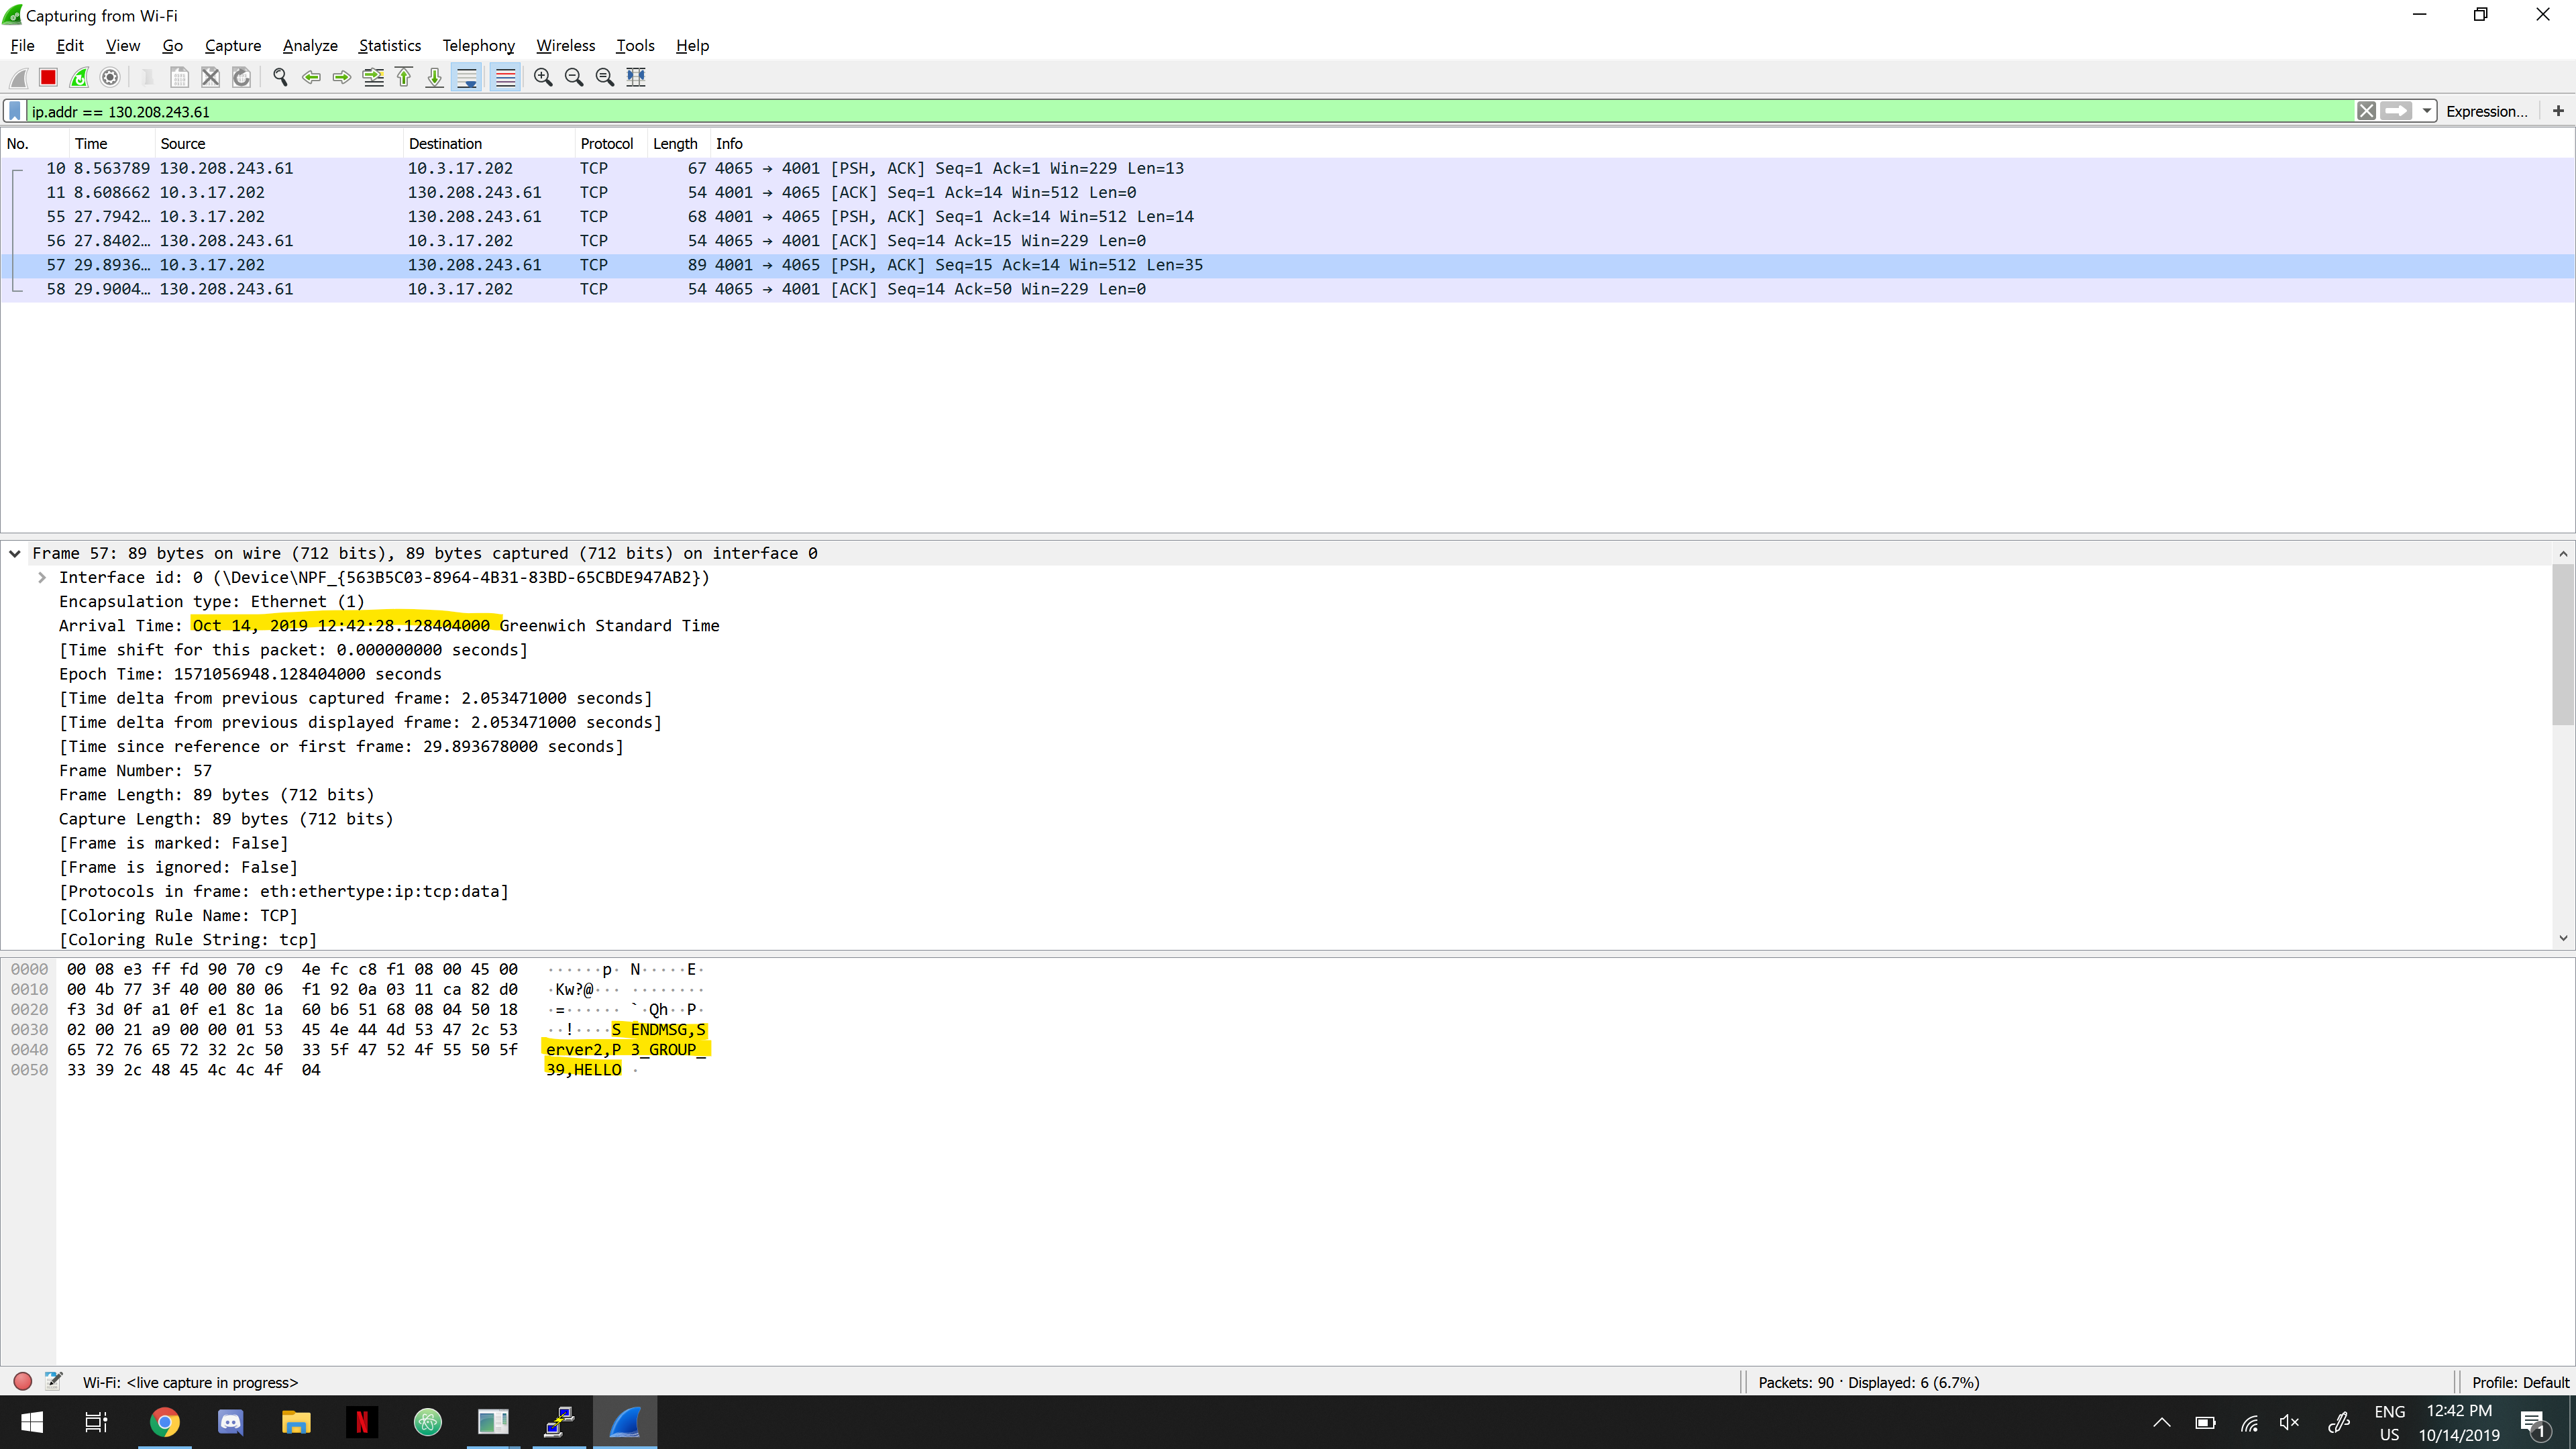 Capturing from Wi-Fi
File Edit View Go Capture Analyze Statistics Telephony Wireless Tools Help
ip.addr == 130.208.243.61 Expression... +
No. Time Source Destination Protocol Length Info
10 8.563789 130.208.243.61 10.3.17.202 TCP 67 4065 → 4001 [PSH, ACK] Seq=1 Ack=1 Win=229 Len=13
11 8.608662 10.3.17.202 130.208.243.61 TCP 54 4001 → 4065 [ACK] Seq=1 Ack=14 Win=512 Len=0
55 27.7942… 10.3.17.202 130.208.243.61 TCP 68 4001 → 4065 [PSH, ACK] Seq=1 Ack=14 Win=512 Len=14
56 27.8402… 130.208.243.61 10.3.17.202 TCP 54 4065 → 4001 [ACK] Seq=14 Ack=15 Win=229 Len=0
57 29.8936… 10.3.17.202 130.208.243.61 TCP 89 4001 → 4065 [PSH, ACK] Seq=15 Ack=14 Win=512 Len=35
58 29.9004… 130.208.243.61 10.3.17.202 TCP 54 4065 → 4001 [ACK] Seq=14 Ack=50 Win=229 Len=0
Frame 57: 89 bytes on wire (712 bits), 89 bytes captured (712 bits) on interface 0
Interface id: 0 (\Device\NPF_{563B5C03-8964-4B31-83BD-65CBDE947AB2})
Encapsulation type: Ethernet (1)
Arrival Time: Oct 14, 2019 12:42:28.128404000 Greenwich Standard Time
[Time shift for this packet: 0.000000000 seconds]
Epoch Time: 1571056948.128404000 seconds
[Time delta from previous captured frame: 2.053471000 seconds]
[Time delta from previous displayed frame: 2.053471000 seconds]
[Time since reference or first frame: 29.893678000 seconds]
Frame Number: 57
Frame Length: 89 bytes (712 bits)
Capture Length: 89 bytes (712 bits)
[Frame is marked: False]
[Frame is ignored: False]
[Protocols in frame: eth:ethertype:ip:tcp:data]
[Coloring Rule Name: TCP]
[Coloring Rule String: tcp]
0000 00 08 e3 ff fd 90 70 c9 4e fc c8 f1 08 00 45 00 ······p· N·····E·
0010 00 4b 77 3f 40 00 80 06 f1 92 0a 03 11 ca 82 d0 ·Kw?@··· ········
0020 f3 3d 0f a1 0f e1 8c 1a 60 b6 51 68 08 04 50 18 ·=······ `·Qh··P·
0030 02 00 21 a9 00 00 01 53 45 4e 44 4d 53 47 2c 53 ··!····S ENDMSG,S
0040 65 72 76 65 72 32 2c 50 33 5f 47 52 4f 55 50 5f erver2,P 3_GROUP_
0050 33 39 2c 48 45 4c 4c 4f 04 39,HELLO ·
Wi-Fi: <live capture in progress> Packets: 90 · Displayed: 6 (6.7%) Profile: Default
N ENG 12:42 PM
US 10/14/2019 1